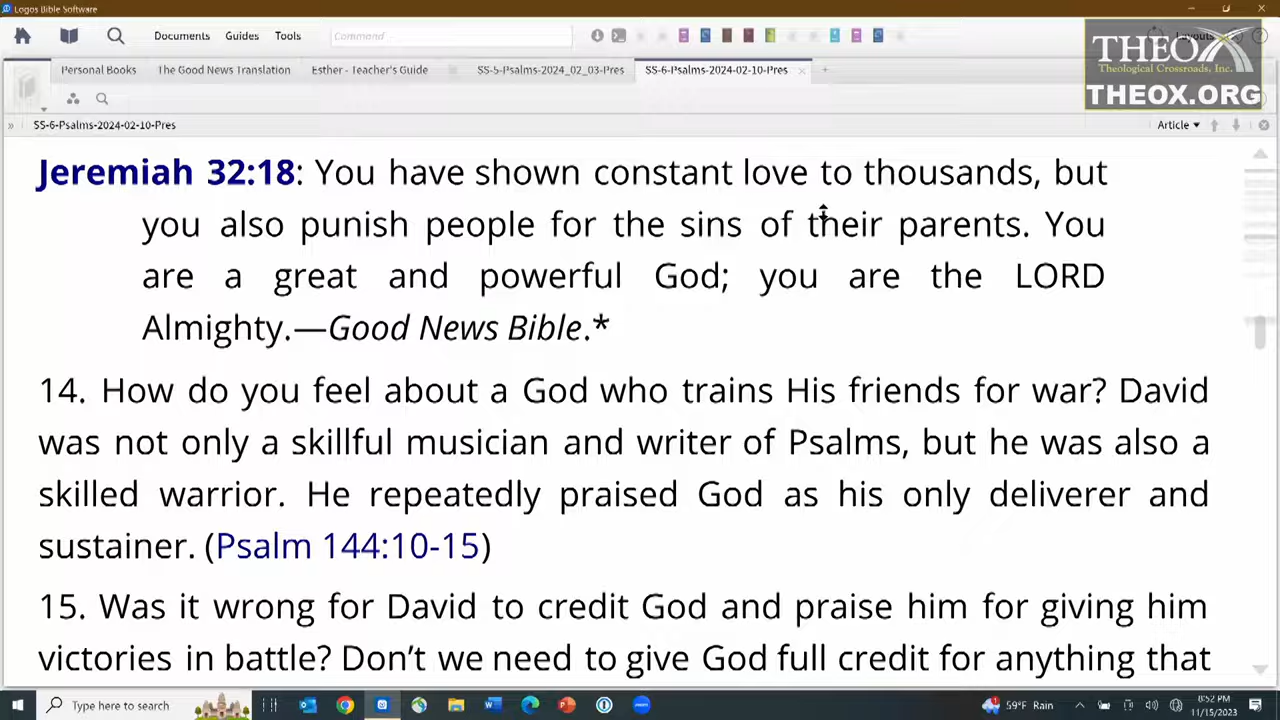 Logos Bible Software
Documents Guides Tools Command Layouts
THEOX
Theological Crossroads, Inc.
THEOX.ORG
Personal Books The Good News Translation Esther - Teacher's Guide SS-5-Psalms-2024_02_03-Pres SS-6-Psalms-2024-02-10-Pres
SS-6-Psalms-2024-02-10-Pres Article
Jeremiah 32:18: You have shown constant love to thousands, but
you also punish people for the sins of their parents. You
are a great and powerful God; you are the LORD
Almighty.—Good News Bible.*
14. How do you feel about a God who trains His friends for war? David
was not only a skillful musician and writer of Psalms, but he was also a
skilled warrior. He repeatedly praised God as his only deliverer and
sustainer. (Psalm 144:10-15)
15. Was it wrong for David to credit God and praise him for giving him
victories in battle? Don't we need to give God full credit for anything that
Type here to search
59°F Rain
8:52 PM
11/15/2023